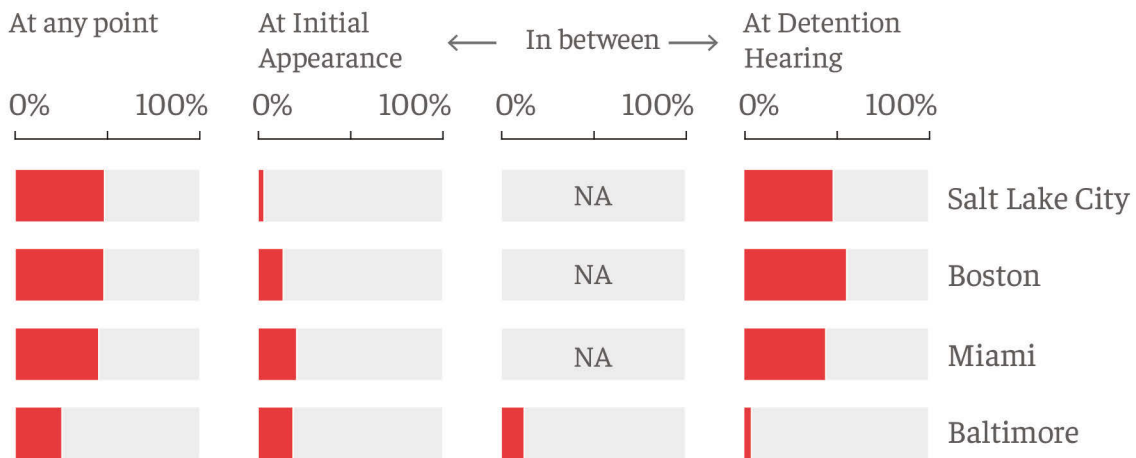 At any point
At Initial
Appearance
In between
At Detention
Hearing
0% 100%
0% 100%
0% 100%
0% 100%
NA
Salt Lake City
NA
Boston
NA
Miami
Baltimore